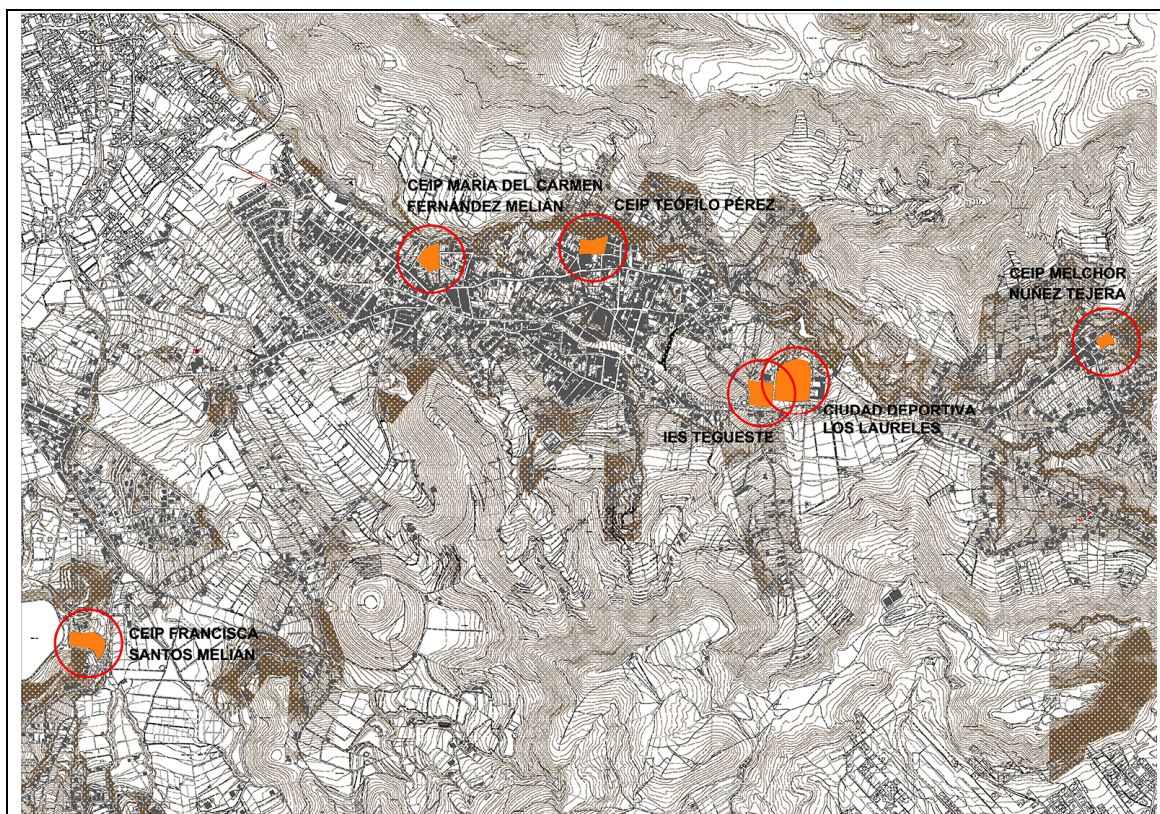 CEIP MARÍA DEL CARMEN
FERNÁNDEZ MELIÁN
CEIP TEÓFILO PÉREZ
CEIP MELCHOR
NUÑEZ TEJERA
CIUDAD DEPORTIVA
LOS LAURELES
IES TEGUESTE
CEIP FRANCISCA
SANTOS MELIÁN